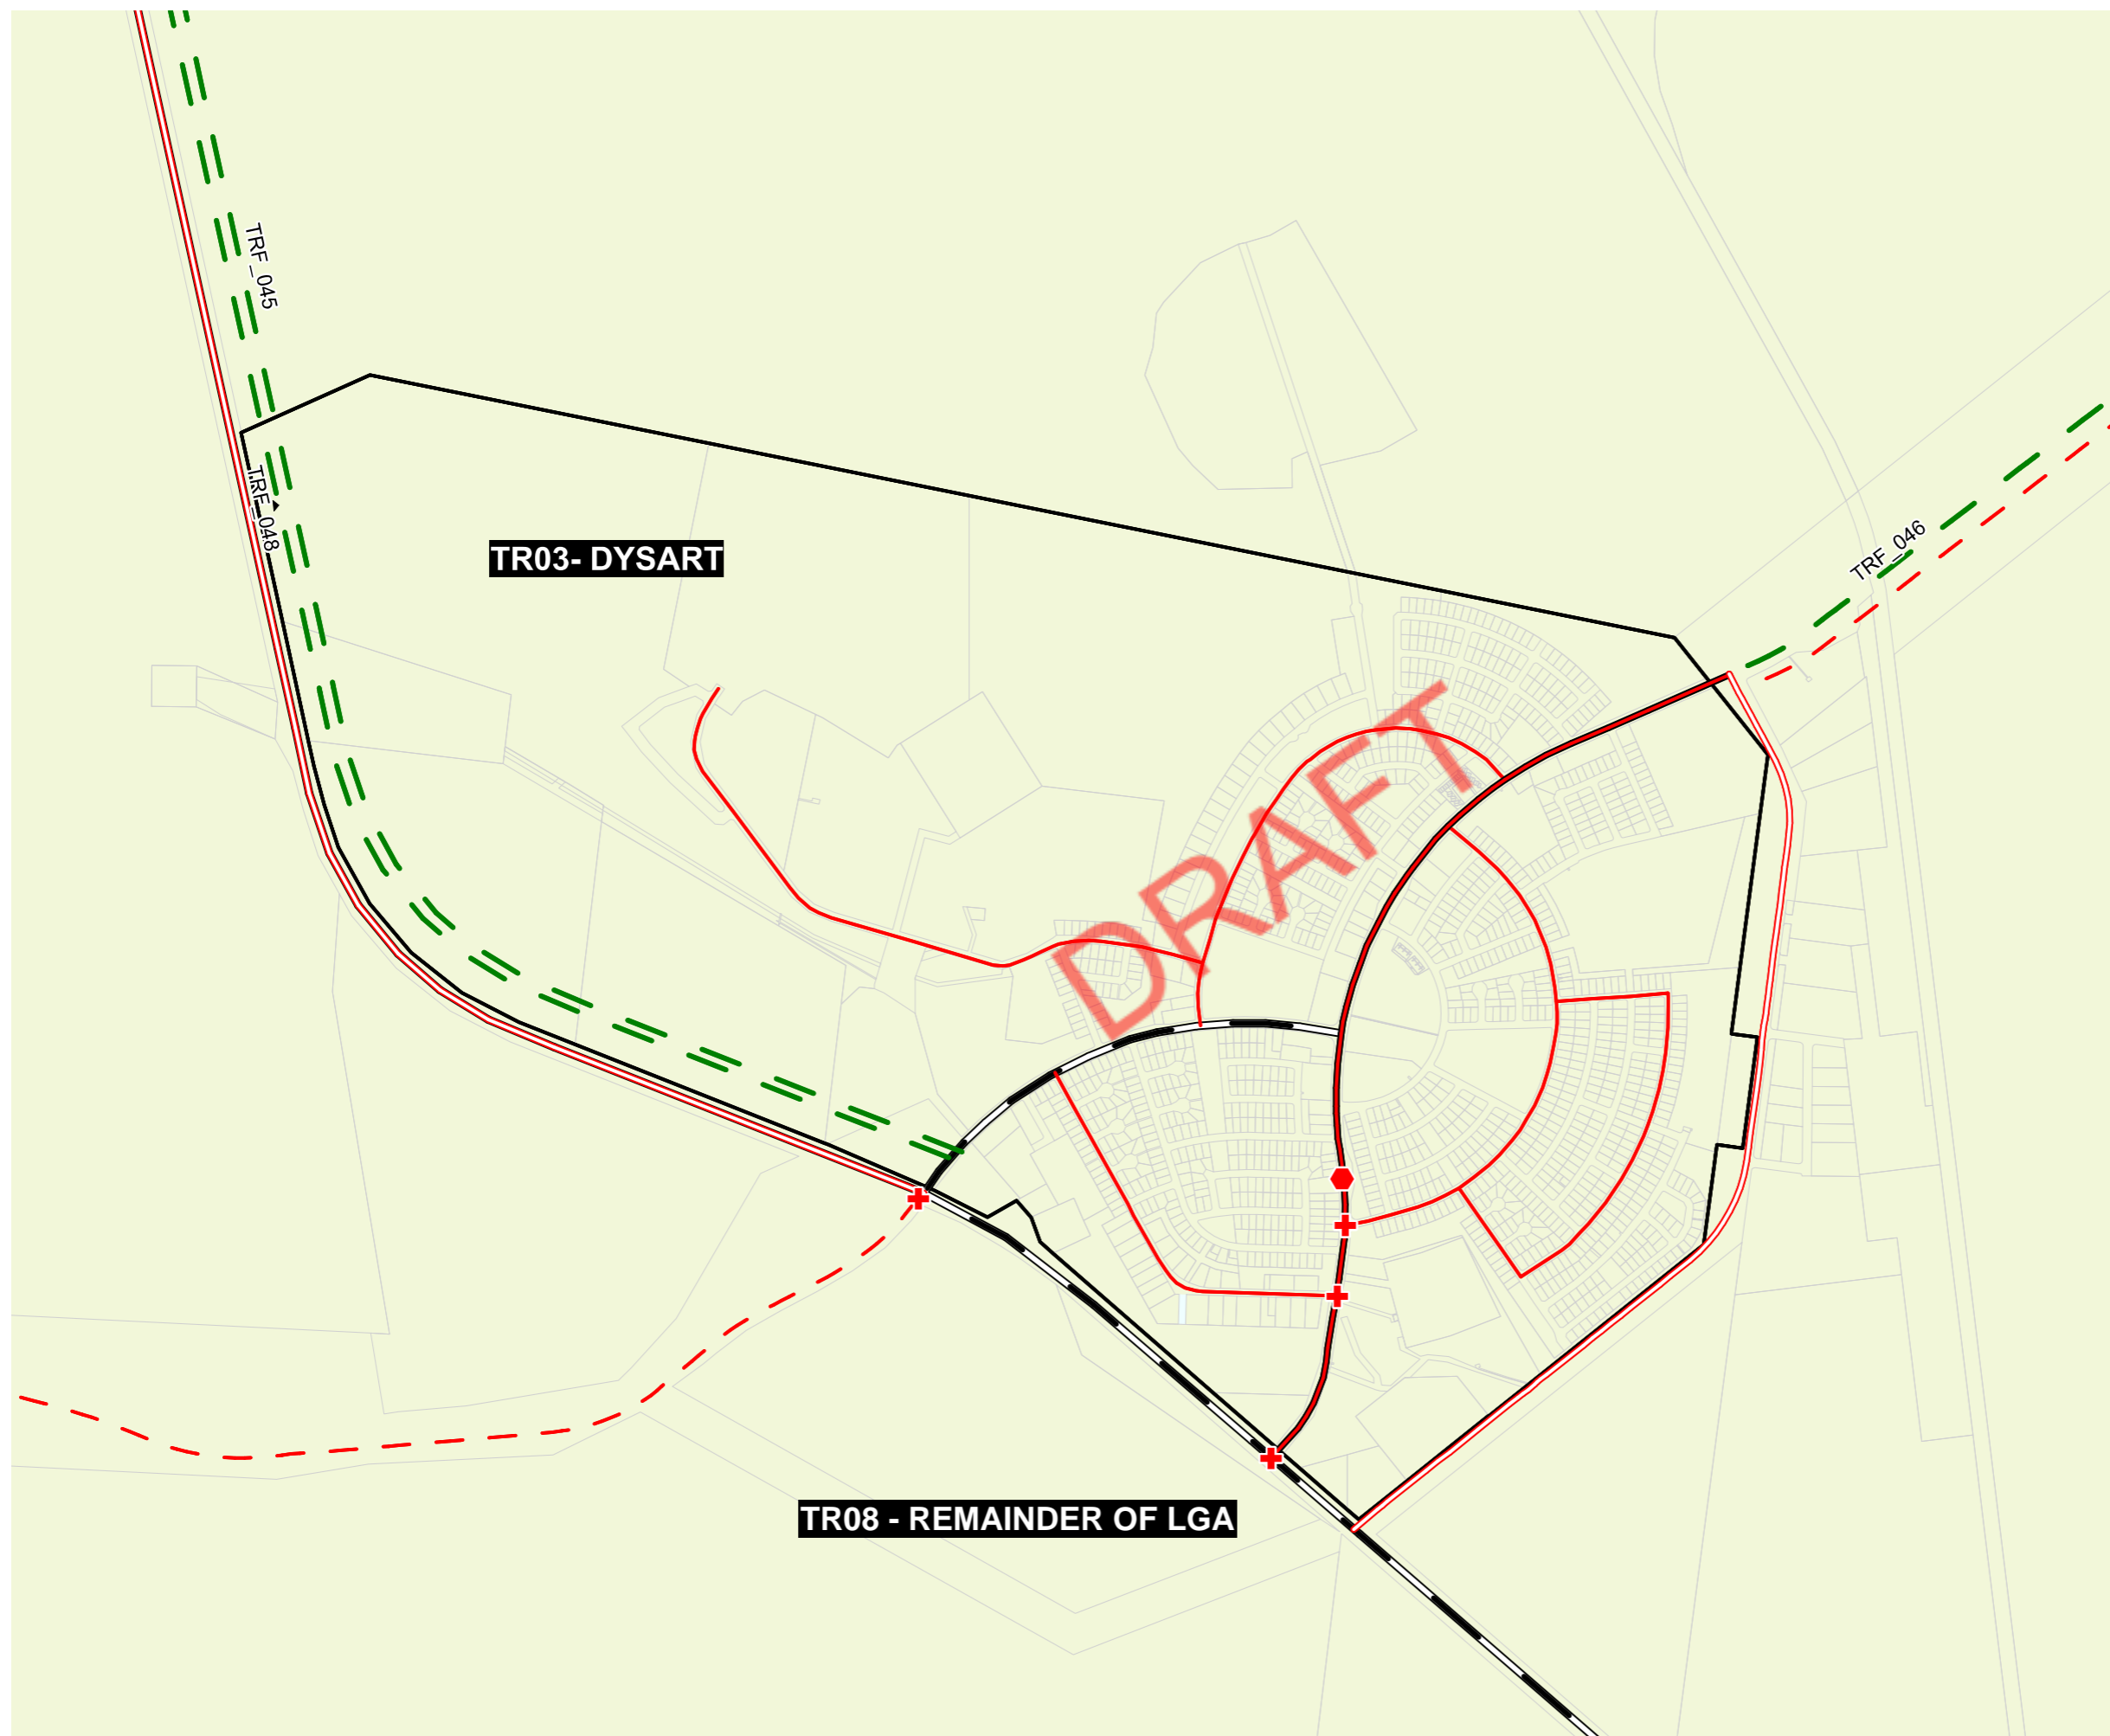 TRF_045
TRF_048
TR03- DYSART
TRF_046
DRAFT
TR08 - REMAINDER OF LGA